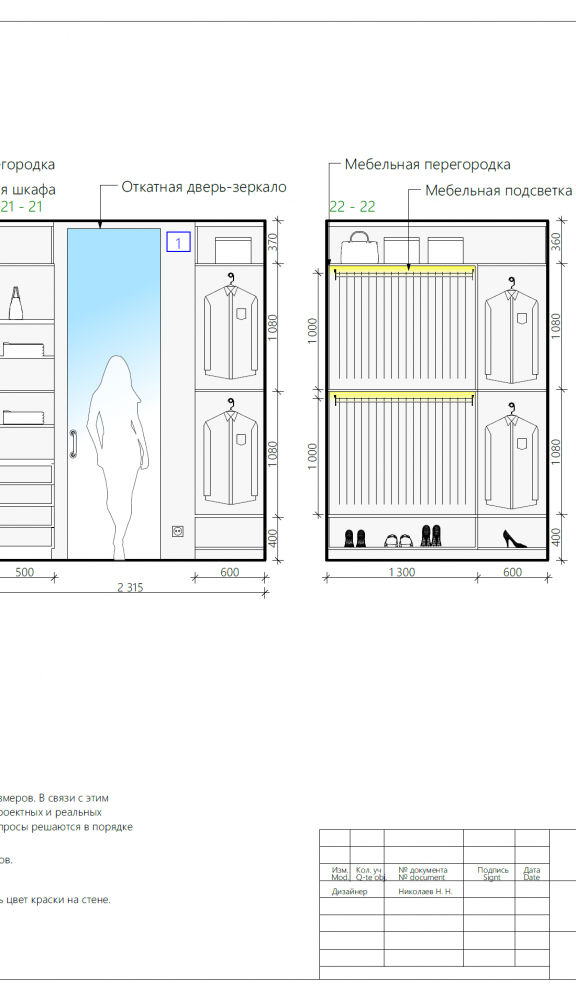 егородка
я шкафа
21 - 21
Откатная дверь-зеркало
Мебельная перегородка
Мебельная подсветка
22 - 22
1
370
1 080
1 080
400
500
600
2 315
1 000
1 000
360
1 080
1 080
400
1 300
600
змеров. В связи с этим
роектных и реальных
просы решаются в порядке
ов.
ь цвет краски на стене.
Изм. Кол. уч № документа Подпись Дата
Mod. Q-te obj. № document Signt Date
Дизайнер Николаев Н. Н.